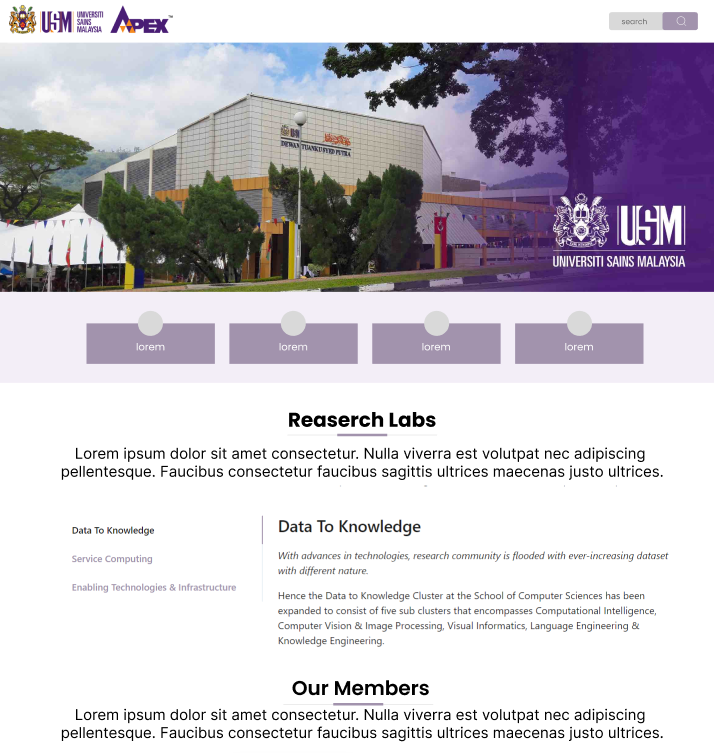 USM UNIVERSITI
SAINS
MALAYSIA
APEX™
search
DEWAN TUANKU SYED PUTRA
USM
UNIVERSITI SAINS MALAYSIA
lorem
lorem
lorem
lorem
Reaserch Labs
Lorem ipsum dolor sit amet consectetur. Nulla viverra est volutpat nec adipiscing
pellentesque. Faucibus consectetur faucibus sagittis ultrices maecenas justo ultrices.
Data To Knowledge
Service Computing
Enabling Technologies & Infrastructure
Data To Knowledge
With advances in technologies, research community is flooded with ever-increasing dataset
with different nature.
Hence the Data to Knowledge Cluster at the School of Computer Sciences has been
expanded to consist of five sub clusters that encompasses Computational Intelligence,
Computer Vision & Image Processing, Visual Informatics, Language Engineering &
Knowledge Engineering.
Our Members
Lorem ipsum dolor sit amet consectetur. Nulla viverra est volutpat nec adipiscing
pellentesque. Faucibus consectetur faucibus sagittis ultrices maecenas justo ultrices.